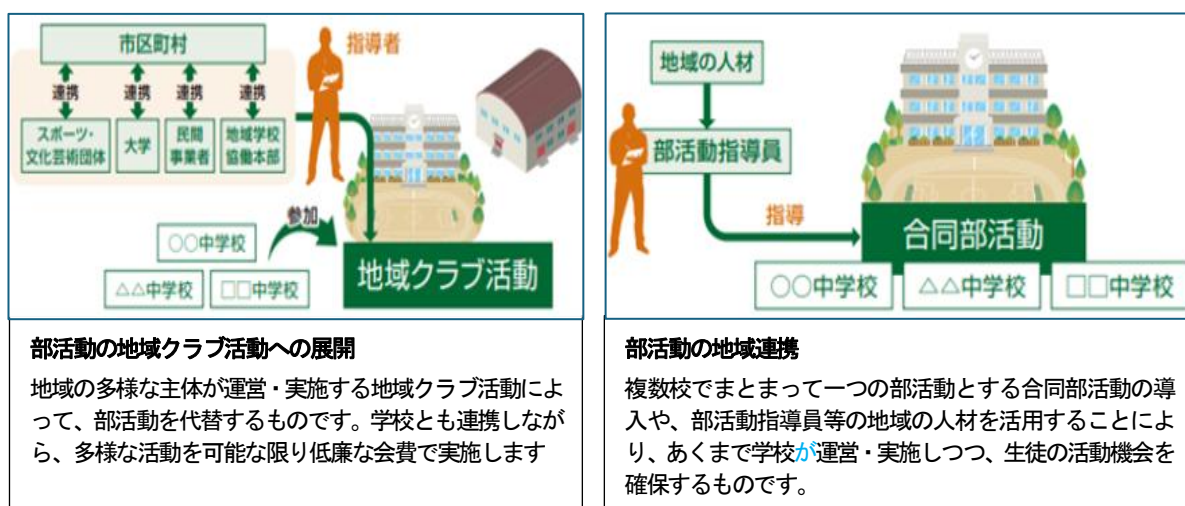 市区町村
連携
連携
連携
連携
スポーツ・
文化芸術団体
大学
民間
事業者
地域学校
協働本部
指導者
参加
○○中学校
△△中学校
□□中学校
地域クラブ活動
部活動の地域クラブ活動への展開
地域の多様な主体が運営・実施する地域クラブ活動によ
って、部活動を代替するものです。学校とも連携しなが
ら、多様な活動を可能な限り低廉な会費で実施します
地域の人材
部活動指導員
指導
合同部活動
○○中学校
△△中学校
□□中学校
部活動の地域連携
複数校でまとまって一つの部活動とする合同部活動の導
入や、部活動指導員等の地域の人材を活用することによ
り、あくまで学校が運営・実施しつつ、生徒の活動機会を
確保するものです。